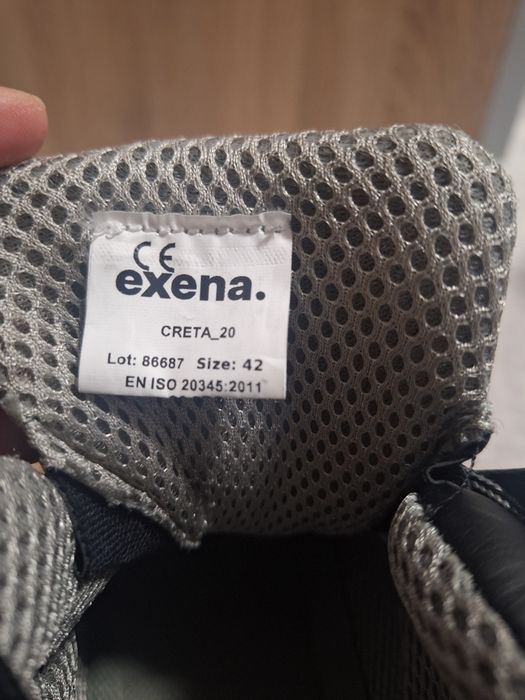 CE
exena.
CRETA_20
Lot: 86687 Size: 42
EN ISO 20345:2011